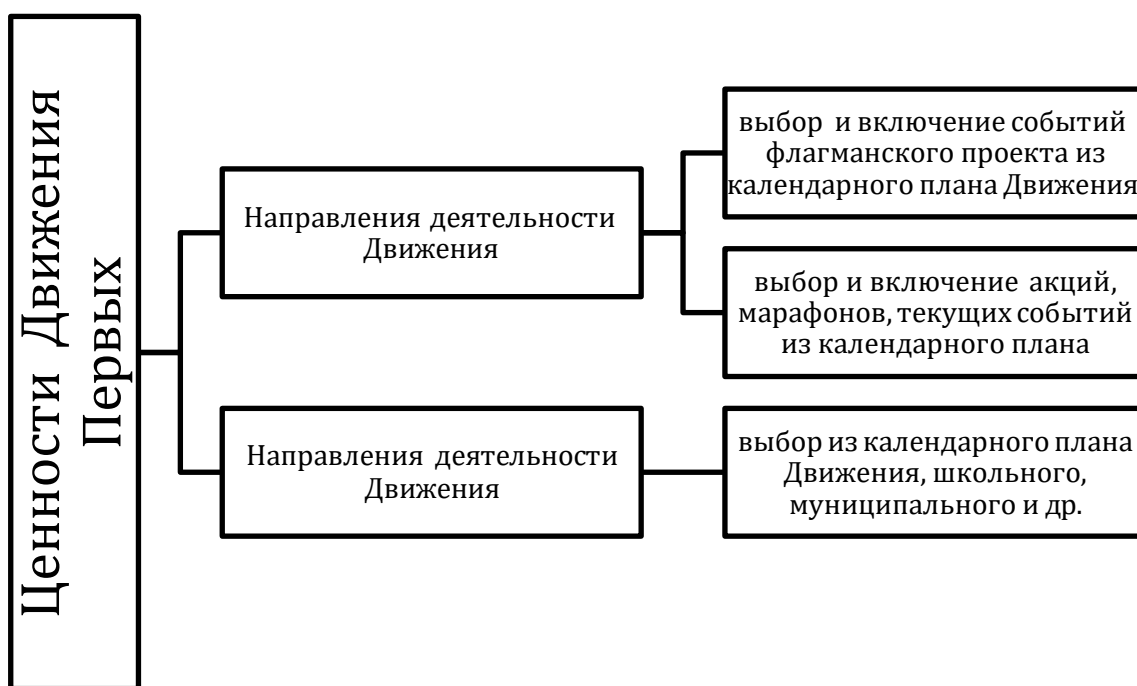 Ценности Движения
Первых
Направления деятельности
Движения
выбор и включение событий
флагманского проекта из
календарного плана Движения
выбор и включение акций,
марафонов, текущих событий
из календарного плана
Направления деятельности
Движения
выбор из календарного плана
Движения, школьного,
муниципального и др.